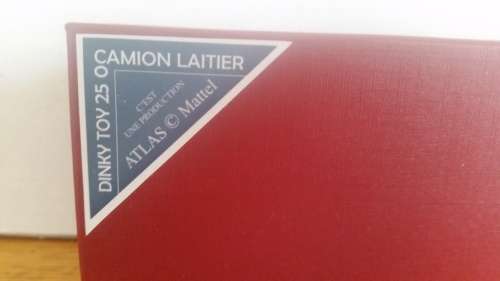 DINKY TOY 25 O
CAMION LAITIER
C'EST
UNE PRODUCTION
ATLAS © Mattel